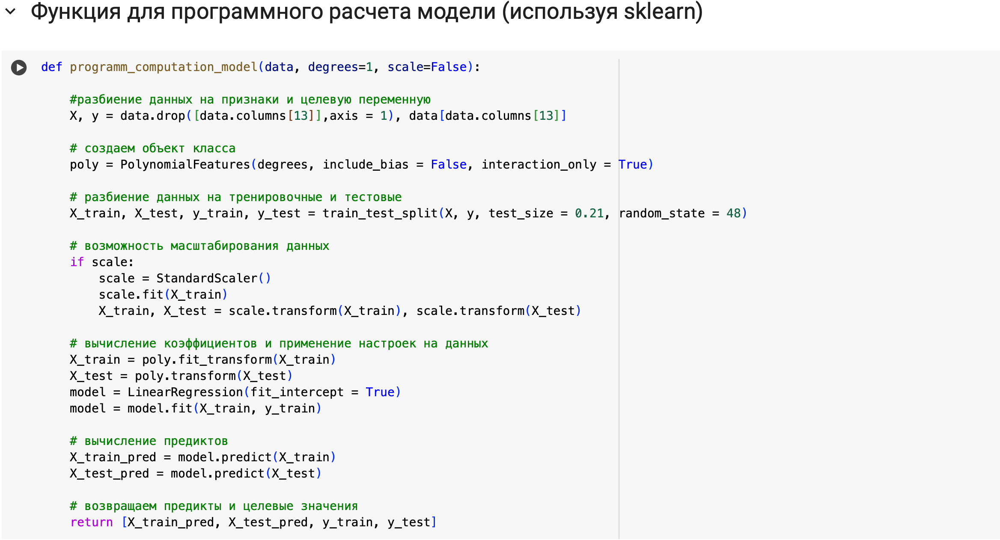 Функция для программного расчета модели (используя sklearn)
def programm_computation_model(data, degrees=1, scale=False):
#разбиение данных на признаки и целевую переменную
X, y = data.drop([data.columns[13]],axis = 1), data[data.columns[13]]
# создаем объект класса
poly = PolynomialFeatures(degrees, include_bias = False, interaction_only = True)
# разбиение данных на тренировочные и тестовые
X_train, X_test, y_train, y_test = train_test_split(X, y, test_size = 0.21, random_state = 48)
# возможность масштабирования данных
if scale:
scale = StandardScaler()
scale.fit(X_train)
X_train, X_test = scale.transform(X_train), scale.transform(X_test)
# вычисление коэффициентов и применение настроек на данных
X_train = poly.fit_transform(X_train)
X_test = poly.transform(X_test)
model = LinearRegression(fit_intercept = True)
model = model.fit(X_train, y_train)
# вычисление предиктов
X_train_pred = model.predict(X_train)
X_test_pred = model.predict(X_test)
# возвращаем предикты и целевые значения
return [X_train_pred, X_test_pred, y_train, y_test]